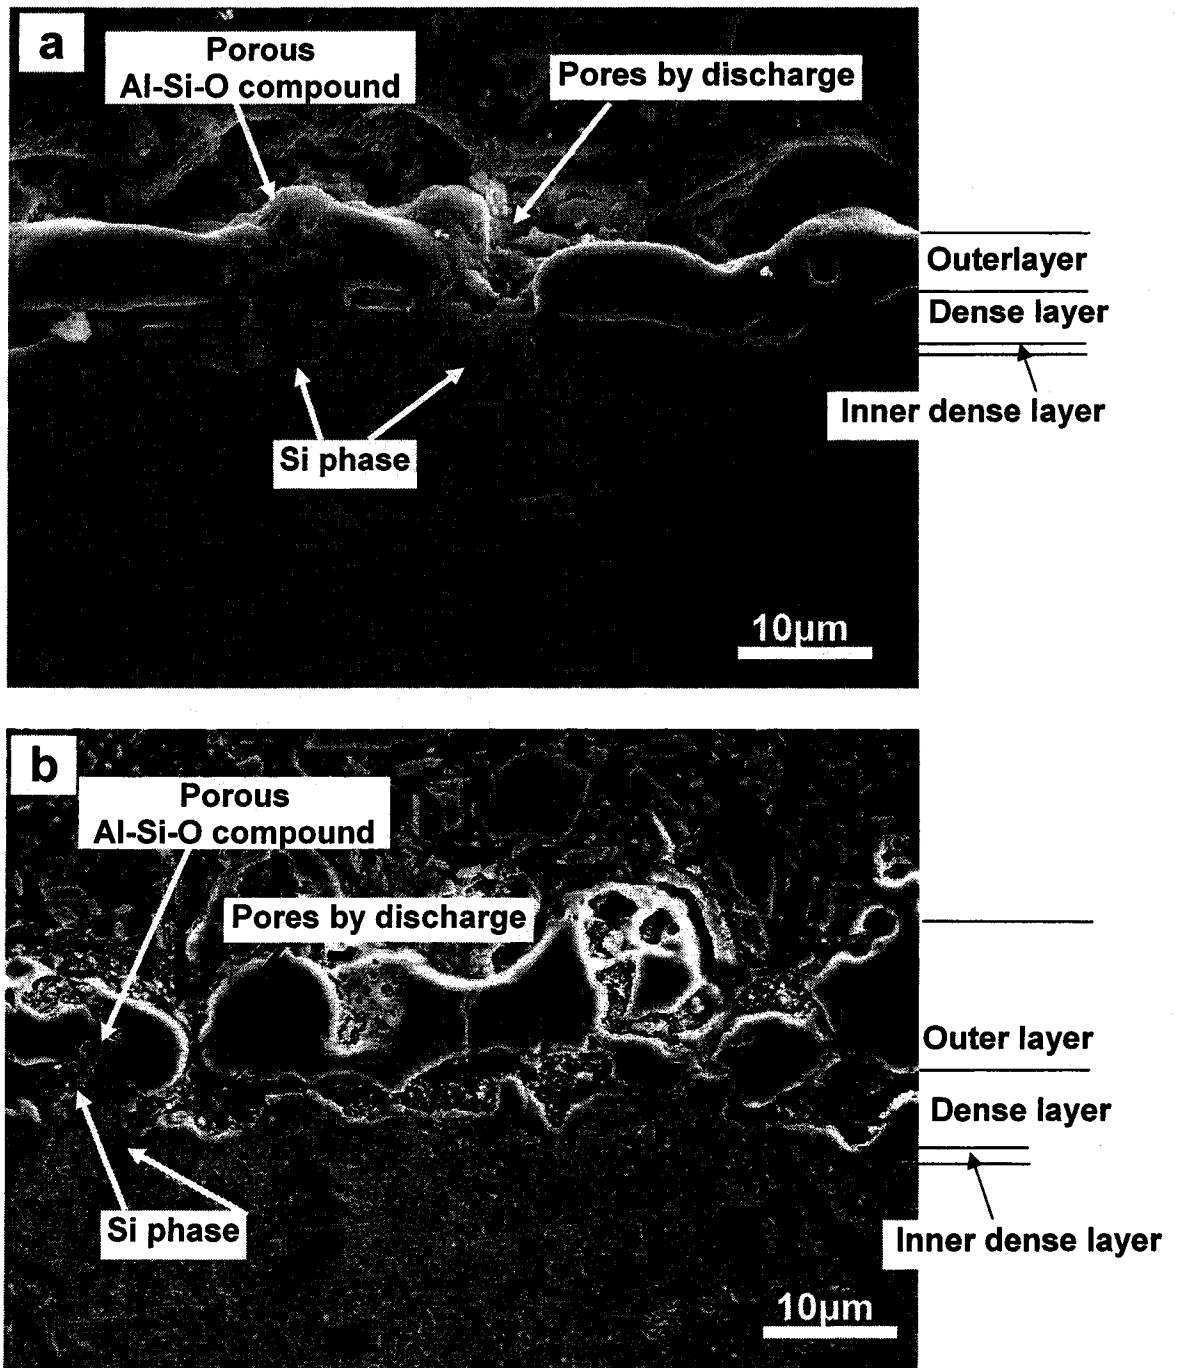 a
Porous
Al-Si-O compound
Pores by discharge
Outerlayer
Dense layer
Inner dense layer
Si phase
10µm
b
Porous
Al-Si-O compound
Pores by discharge
Outer layer
Dense layer
Si phase
Inner dense layer
10µm